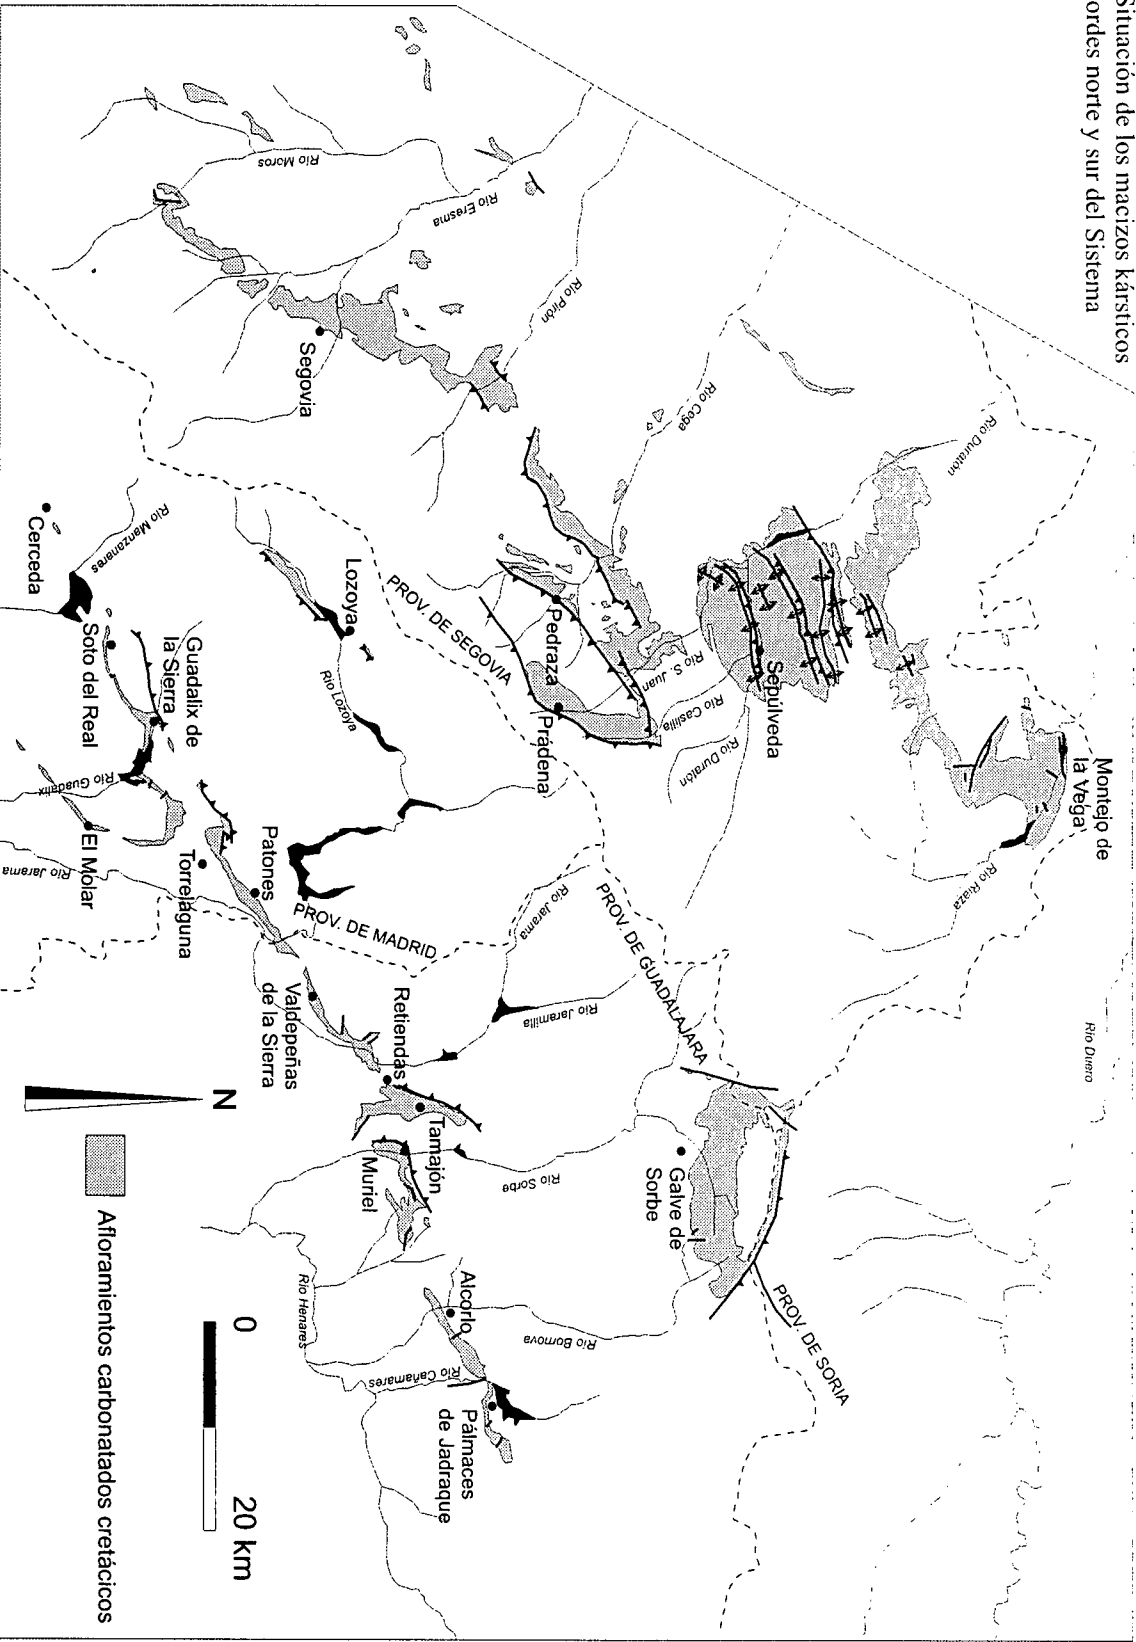 Situación de los macizos kársticos
ordes norte y sur del Sistema
Montejo de
la Vega
Río Duero
Río Riaza
Río Duratón
Sepúlveda
Río Duratón
Río Casilla
Río S. Juan
Río Cega
Río Pirón
Río Eresma
Río Moros
Segovia
Pedraza
Prádena
PROV. DE SEGOVIA
PROV. DE GUADALAJARA
PROV. DE SORIA
PROV. DE MADRID
Galve de
Sorbe
Río Jarama
Río Jaramilla
Río Sorbe
Río Bornova
Río Cañamares
Río Henares
Lozoya
Río Lozoya
Río Manzanares
Cerceda
Soto del Real
Guadalix de
la Sierra
Río Guadalix
El Molar
Río Jarama
Torrelaguna
Patones
Valdepeñas
de la Sierra
Retiendas
Tamajón
Muriel
Alcorlo
Pálmaces
de Jadraque
N
0
20 km
Afloramientos carbonatados cretácicos